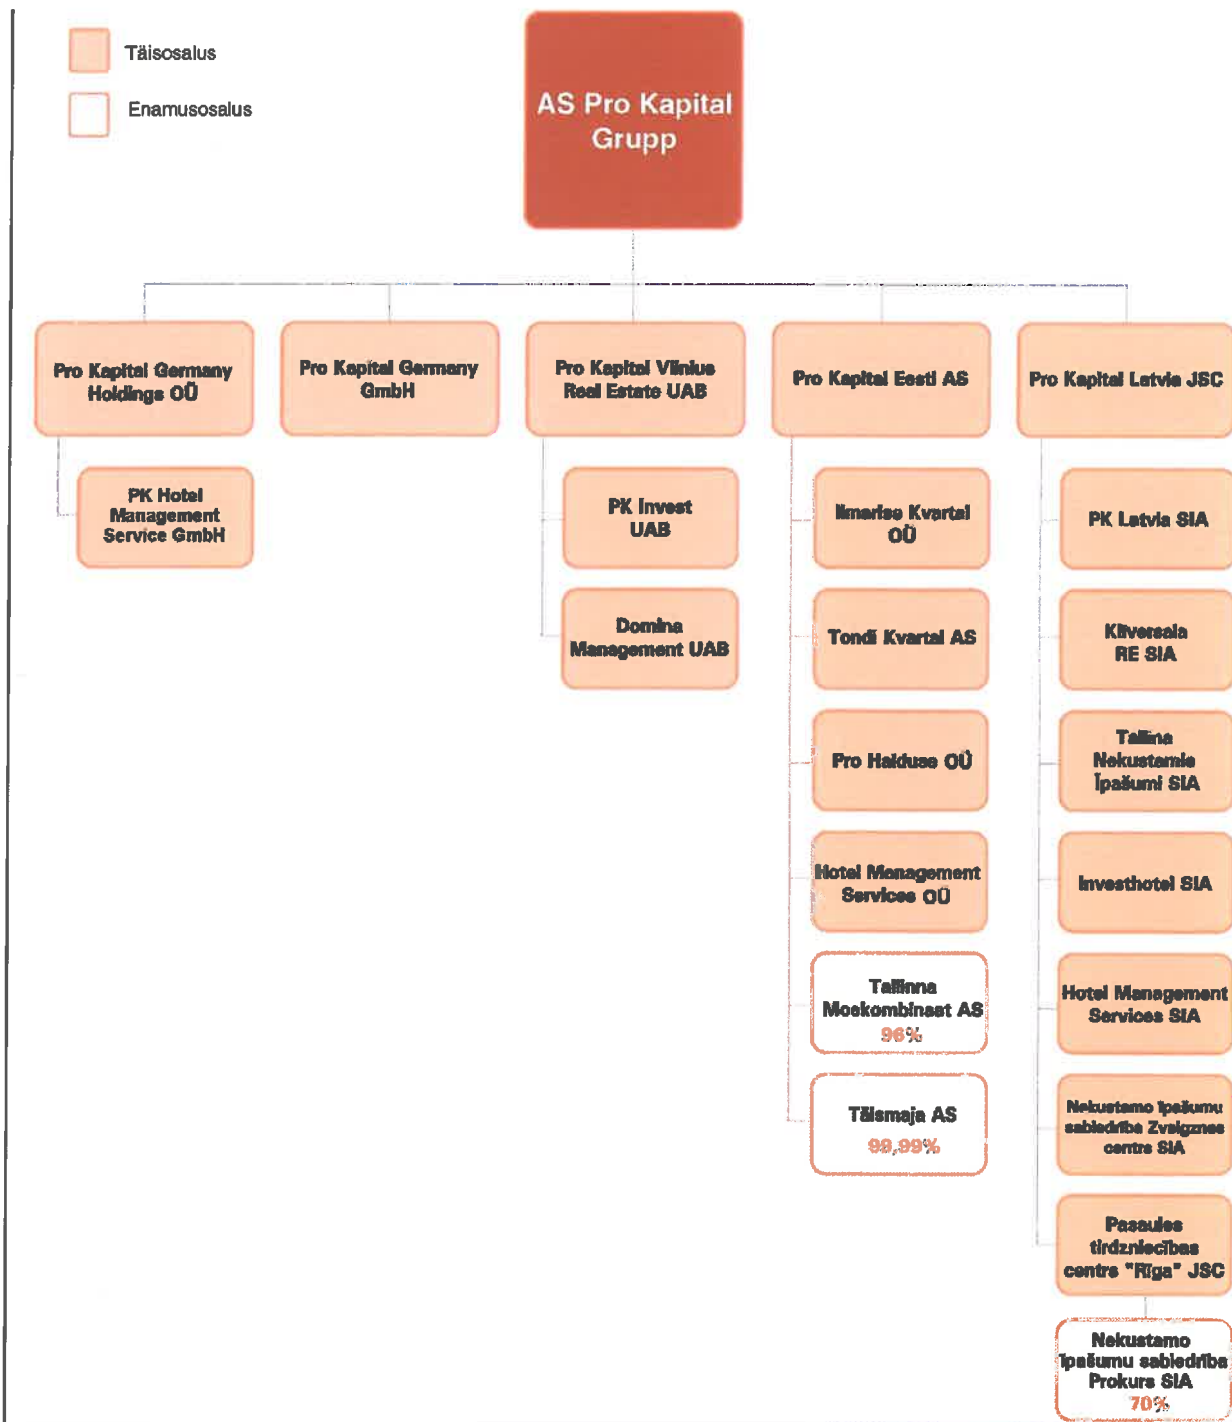 Täisosalus
Enamusosalus
AS Pro Kapital
Grupp
Pro Kapital Germany
Holdings OÜ
Pro Kapital Germany
GmbH
Pro Kapital Vilnius
Real Estate UAB
Pro Kapital Eesti AS
Pro Kapital Latvia JSC
PK Hotel
Management
Service GmbH
PK Invest
UAB
Domina
Management UAB
Ilmarise Kvartal
OÜ
Tondi Kvartal AS
Pro Halduse OÜ
Hotel Management
Services OÜ
Tallinna
Moekombinaat AS
96%
Täismaja AS
99,99%
PK Latvia SIA
Kliversala
RE SIA
Tallina
Nekustamie
Īpašumi SIA
Investhotel SIA
Hotel Management
Services SIA
Nekustamo īpašumu
sabiedrība Zvaigznes
centrs SIA
Pasaules
tirdzniecības
centrs "Rīga" JSC
Nekustamo
īpašumu sabiedrība
Prokurs SIA
70%